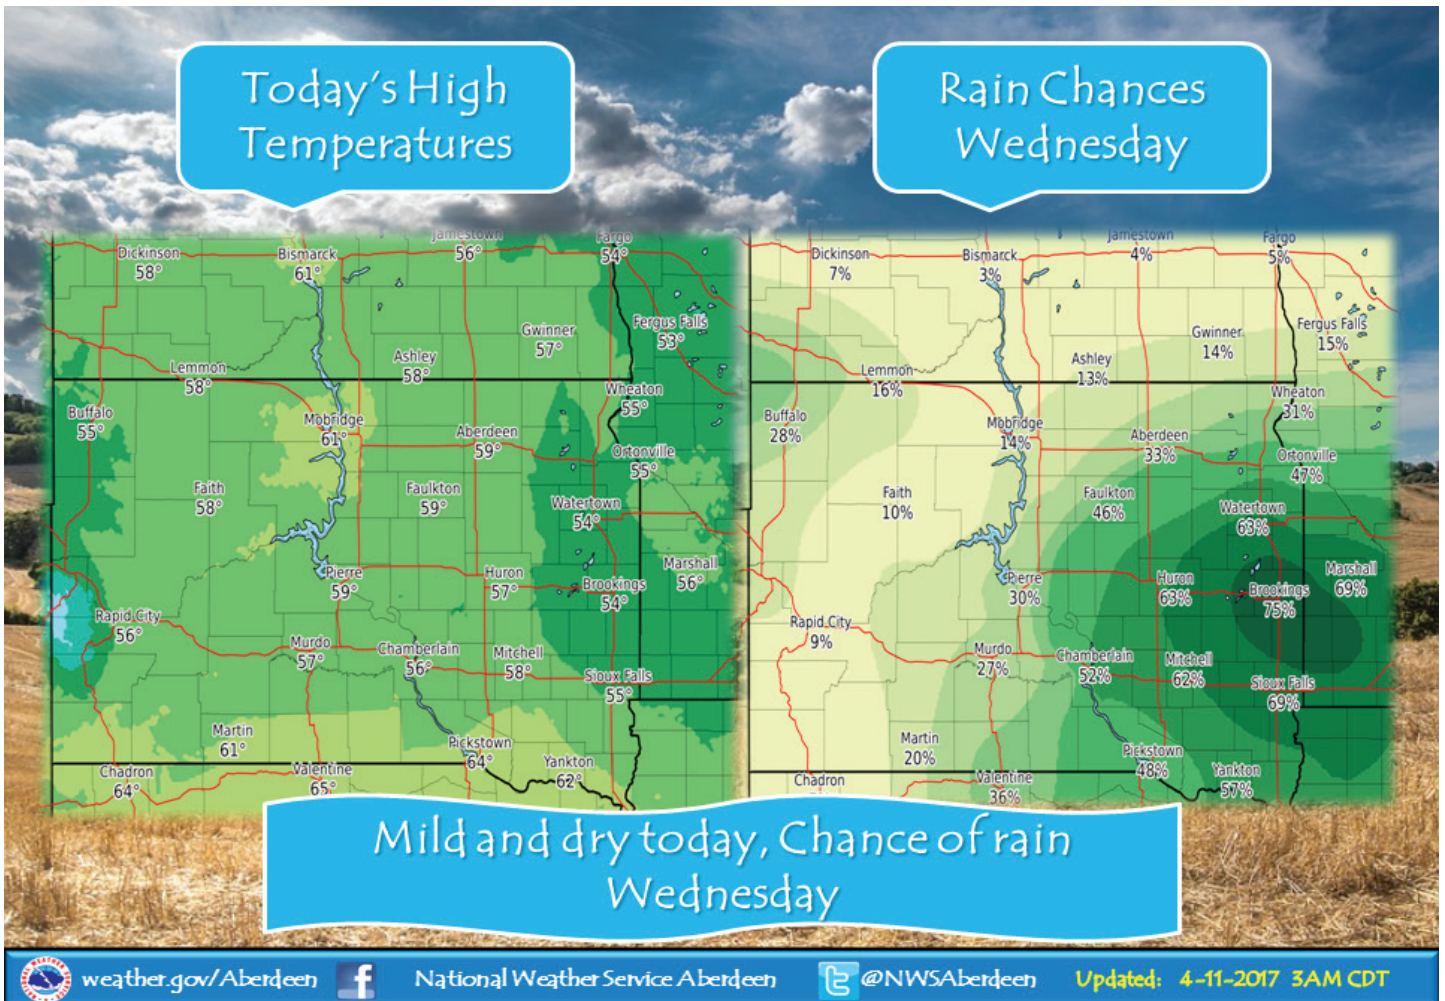 Today's High
Temperatures
Rain Chances
Wednesday
Dickinson
58°
Bismarck
61°
Jamestown
56°
Fargo
54°
Gwinner
57°
Fergus Falls
53°
Ashley
58°
Lemmon
58°
Wheaton
55°
Buffalo
55°
Mobridge
61°
Aberdeen
59°
Ortonville
55°
Faith
58°
Faulkton
59°
Watertown
54°
Marshall
56°
Pierre
59°
Huron
57°
Brookings
54°
Rapid City
56°
Murdo
57°
Chamberlain
56°
Mitchell
58°
Sioux Falls
55°
Martin
61°
Pickstown
64°
Yankton
62°
Chadron
64°
Valentine
65°
Dickinson
7%
Bismarck
3%
Jamestown
4%
Fargo
5%
Gwinner
14%
Fergus Falls
15%
Ashley
13%
Lemmon
16%
Wheaton
31%
Buffalo
28%
Mobridge
14%
Aberdeen
33%
Ortonville
47%
Faith
10%
Faulkton
46%
Watertown
63%
Marshall
69%
Pierre
30%
Huron
63%
Brookings
75%
Rapid City
9%
Murdo
27%
Chamberlain
52%
Mitchell
62%
Sioux Falls
69%
Martin
20%
Pickstown
48%
Yankton
57%
Chadron
Valentine
36%
Mild and dry today, Chance of rain
Wednesday
weather.gov/Aberdeen
National Weather Service Aberdeen
@NWSAberdeen
Updated: 4-11-2017 3AM CDT